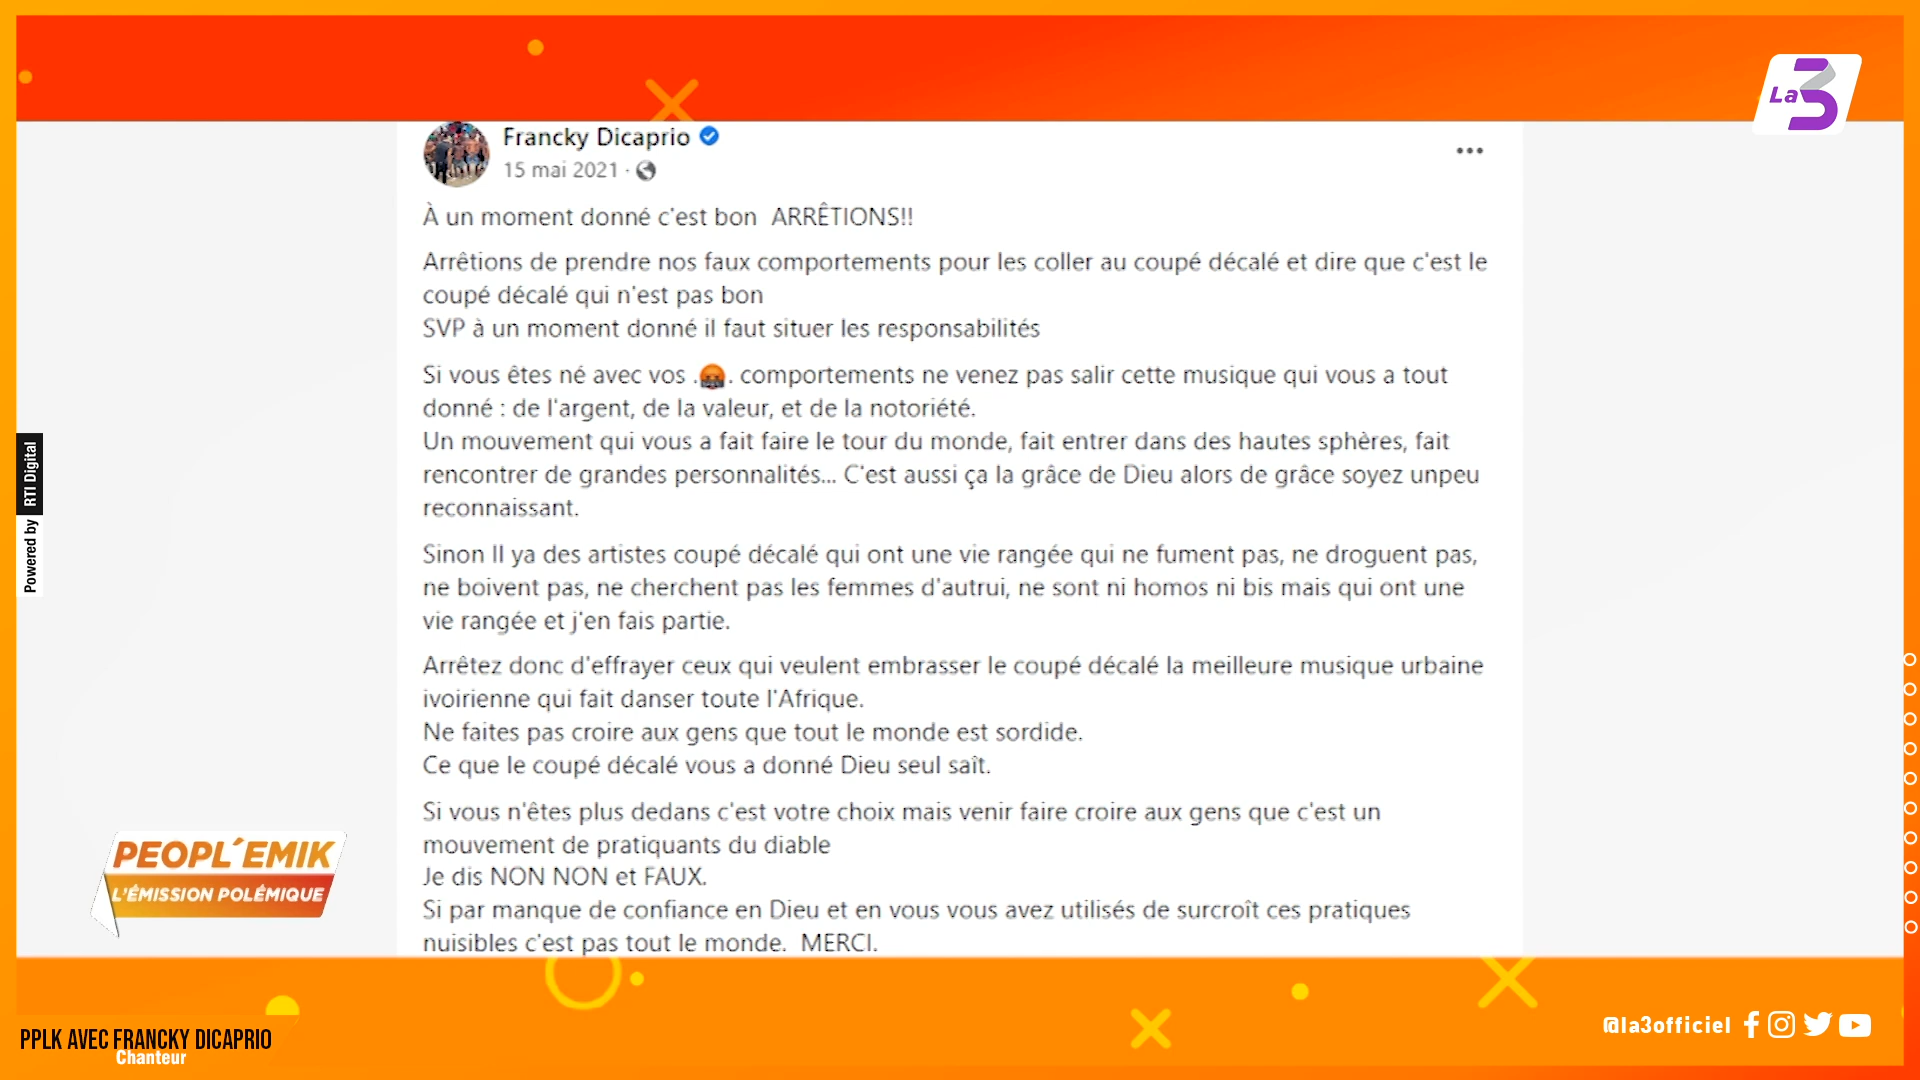 La3
Francky Dicaprio
15 mai 2021 ·
À un moment donné c'est bon ARRÊTIONS!!
Arrêtions de prendre nos faux comportements pour les coller au coupé décalé et dire que c'est le
coupé décalé qui n'est pas bon
SVP à un moment donné il faut situer les responsabilités
Si vous êtes né avec vos .🤬. comportements ne venez pas salir cette musique qui vous a tout
donné : de l'argent, de la valeur, et de la notoriété.
Un mouvement qui vous a fait faire le tour du monde, fait entrer dans des hautes sphères, fait
rencontrer de grandes personnalités... C'est aussi ça la grâce de Dieu alors de grâce soyez unpeu
reconnaissant.
Sinon Il ya des artistes coupé décalé qui ont une vie rangée qui ne fument pas, ne droguent pas,
ne boivent pas, ne cherchent pas les femmes d'autrui, ne sont ni homos ni bis mais qui ont une
vie rangée et j'en fais partie.
Arrêtez donc d'effrayer ceux qui veulent embrasser le coupé décalé la meilleure musique urbaine
ivoirienne qui fait danser toute l'Afrique.
Ne faites pas croire aux gens que tout le monde est sordide.
Ce que le coupé décalé vous a donné Dieu seul saît.
Si vous n'êtes plus dedans c'est votre choix mais venir faire croire aux gens que c'est un
mouvement de pratiquants du diable
Je dis NON NON et FAUX.
Si par manque de confiance en Dieu et en vous vous avez utilisés de surcroît ces pratiques
nuisibles c'est pas tout le monde. MERCI.
Powered by RTI Digital
PEOPL'EMIK
L'ÉMISSION POLÉMIQUE
PPLK AVEC FRANCKY DICAPRIO
Chanteur
@la3officiel